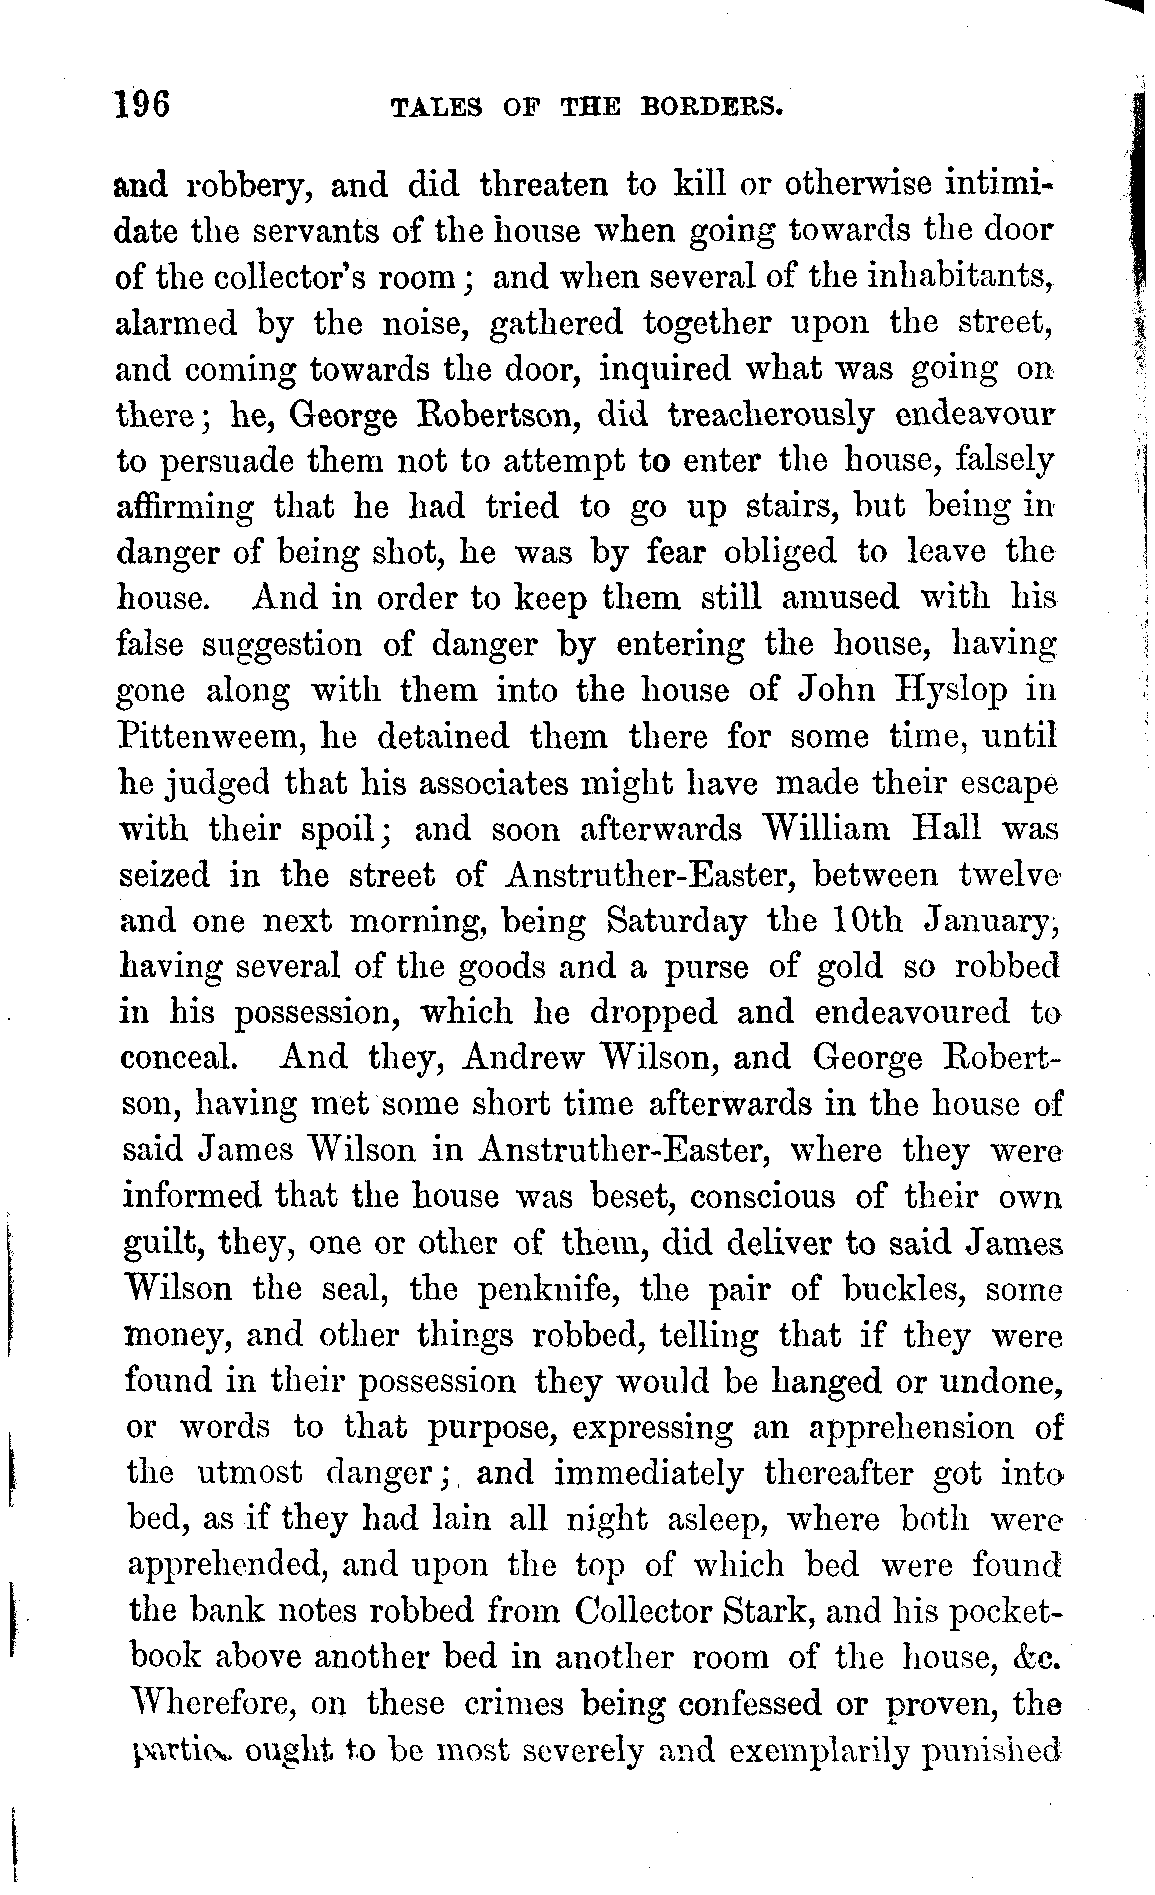 196 TALES OF THE BORDERS.
and robbery, and did threaten to kill or otherwise intimi-
date the servants of the house when going towards the door
of the collector's room; and when several of the inhabitants,
alarmed by the noise, gathered together upon the street,
and coming towards the door, inquired what was going on
there; he, George Robertson, did treacherously endeavour
to persuade them not to attempt to enter the house, falsely
affirming that he had tried to go up stairs, but being in
danger of being shot, he was by fear obliged to leave the
house. And in order to keep them still amused with his
false suggestion of danger by entering the house, having
gone along with them into the house of John Hyslop in
Pittenweem, he detained them there for some time, until
he judged that his associates might have made their escape
with their spoil; and soon afterwards William Hall was
seized in the street of Anstruther-Easter, between twelve
and one next morning, being Saturday the 10th January,
having several of the goods and a purse of gold so robbed
in his possession, which he dropped and endeavoured to
conceal. And they, Andrew Wilson, and George Robert-
son, having met some short time afterwards in the house of
said James Wilson in Anstruther-Easter, where they were
informed that the house was beset, conscious of their own
guilt, they, one or other of them, did deliver to said James
Wilson the seal, the penknife, the pair of buckles, some
money, and other things robbed, telling that if they were
found in their possession they would be hanged or undone,
or words to that purpose, expressing an apprehension of
the utmost danger; and immediately thereafter got into
bed, as if they had lain all night asleep, where both were
apprehended, and upon the top of which bed were found
the bank notes robbed from Collector Stark, and his pocket-
book above another bed in another room of the house, &c.
Wherefore, on these crimes being confessed or proven, the
parties ought to be most severely and exemplarily punished